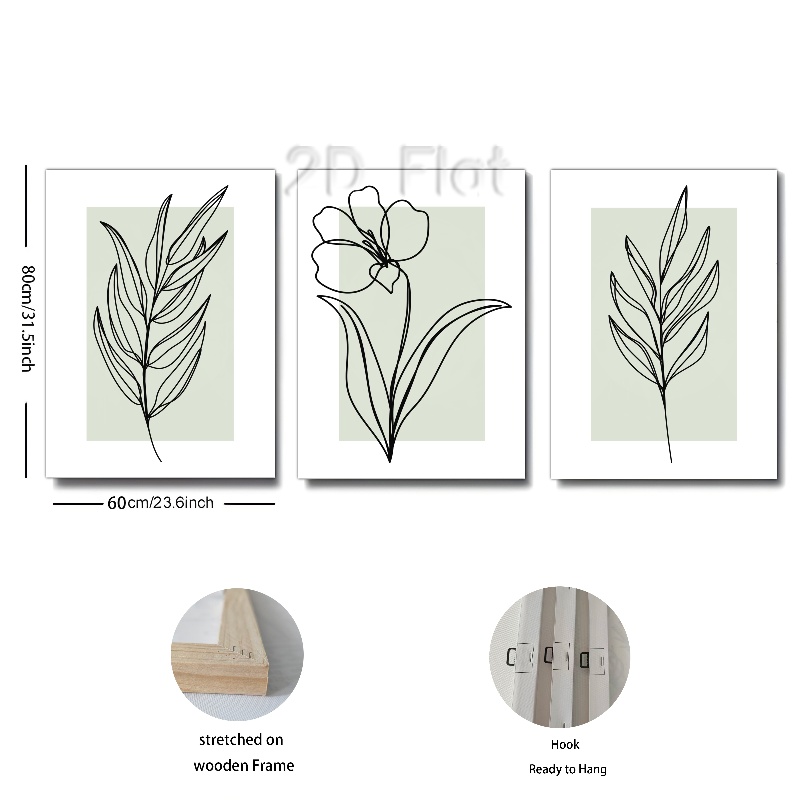 2D Flat
80cm/31.5inch
60cm/23.6inch
stretched on
wooden Frame
Hook
Ready to Hang